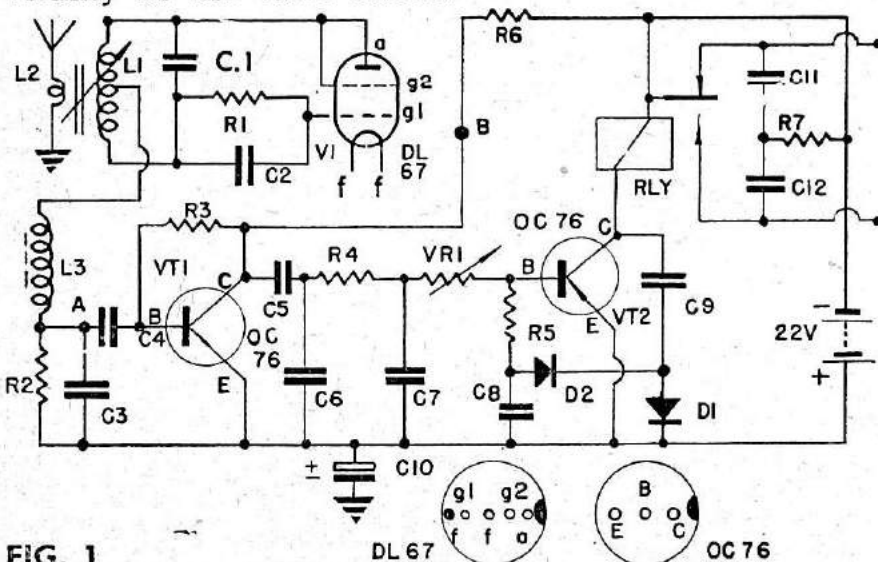 R6
L2
L1
C.1
a
g2
g1
R1
C2
V1
DL
67
f f
B
C11
R7
C12
RLY
OC 76
C
R3
L3
VT1
A
C
C5
R4
VR1
B
C9
B
C4
OC
76
E
VT2
R5
22V
-
+
R2
C3
E
C6
C7
C8
D2
D1
±
C10
g1 g2
f f a
DL 67
B
E C
OC 76
FIG. 1